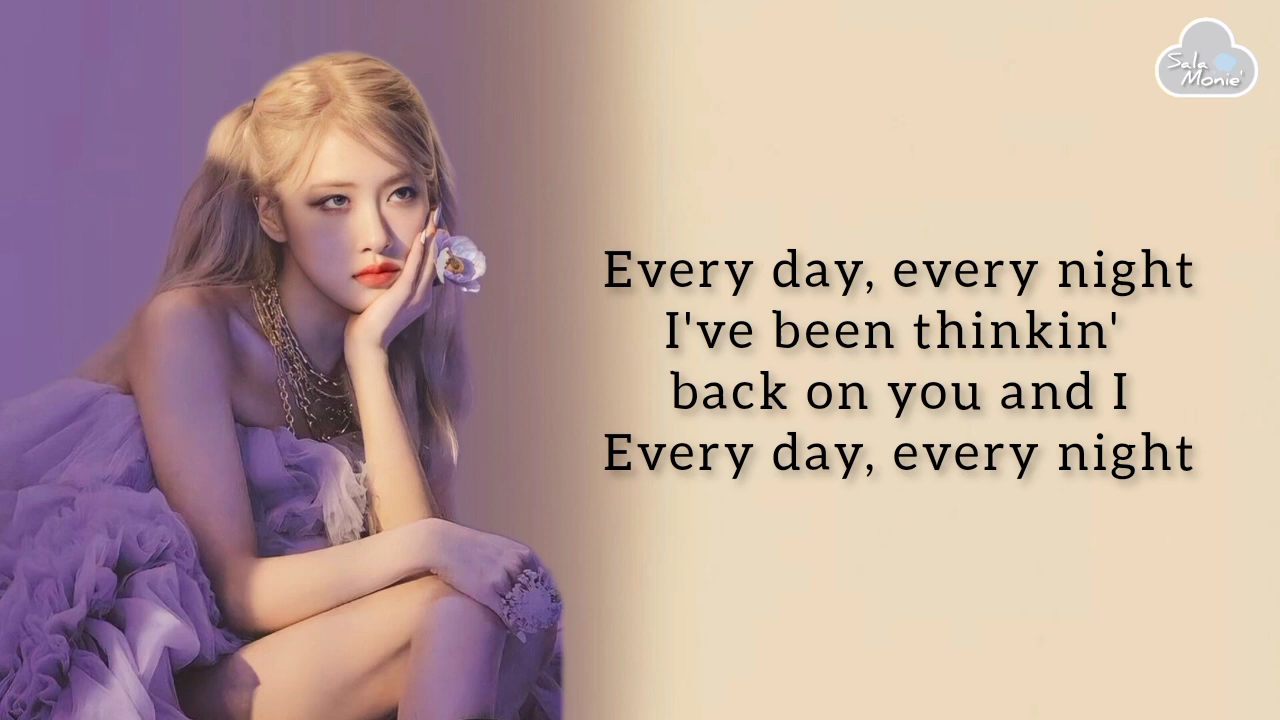 Sala
Monie'
Every day, every night
I've been thinkin'
back on you and I
Every day, every night